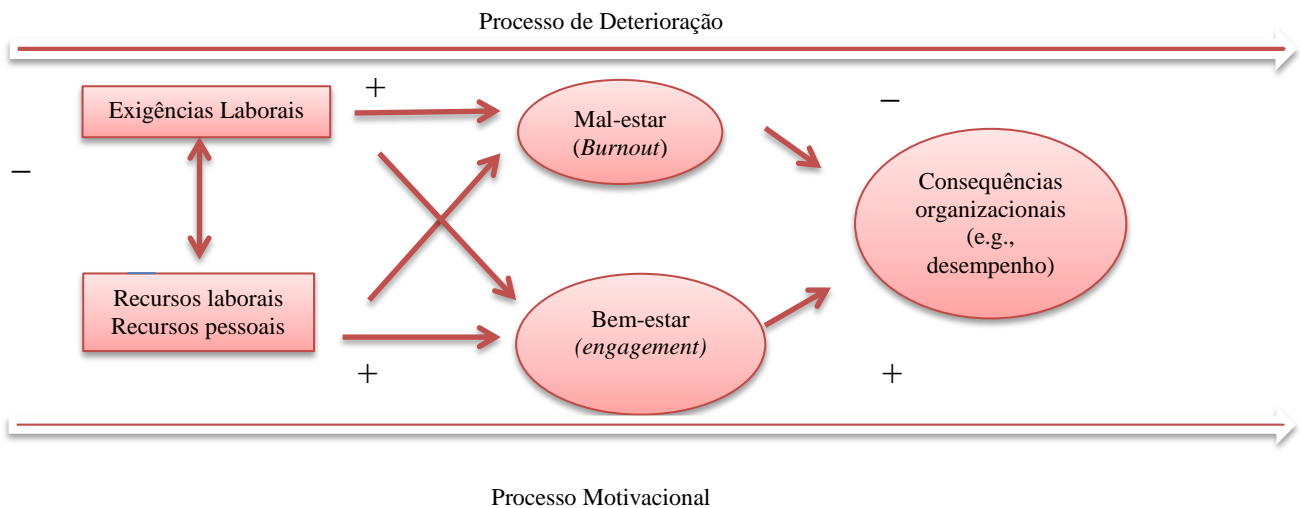 Processo de Deterioração
+
–
Exigências Laborais
Mal-estar
(Burnout)
–
Consequências
organizacionais
(e.g.,
desempenho)
Recursos laborais
Recursos pessoais
Bem-estar
(engagement)
+
+
Processo Motivacional